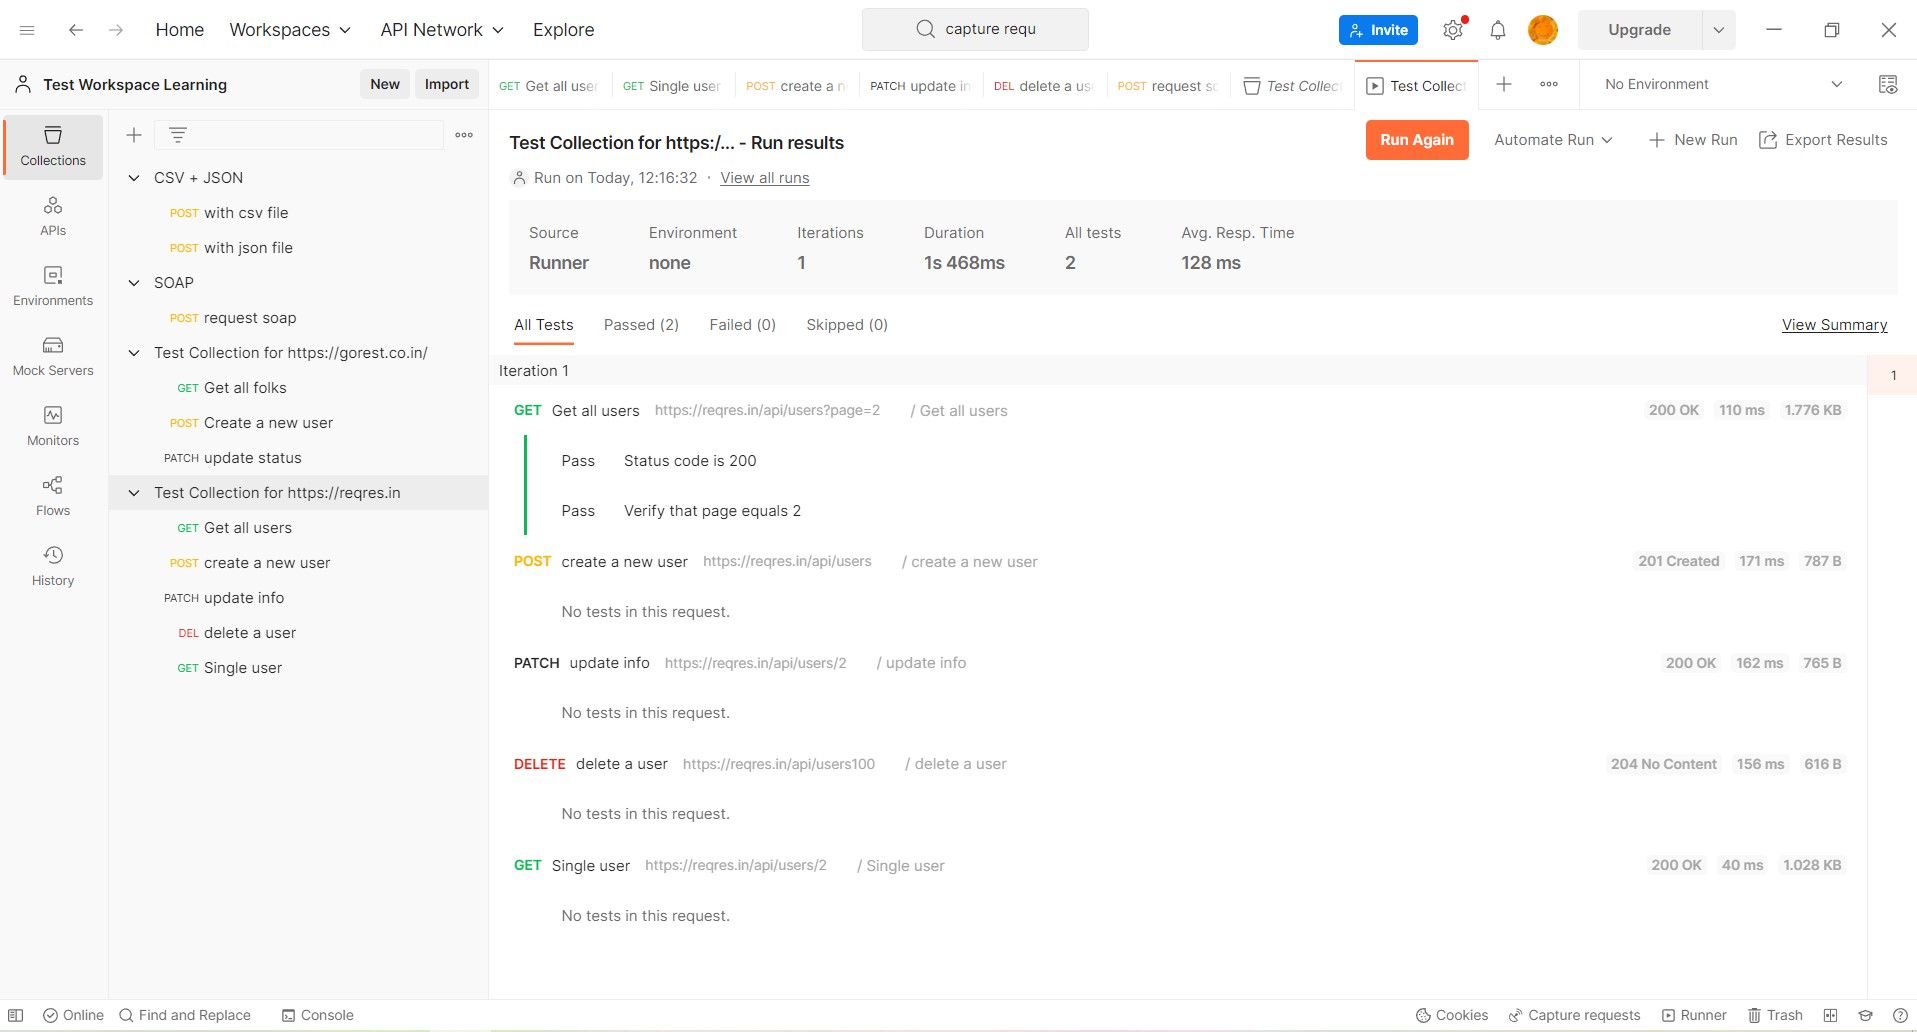 Home Workspaces API Network Explore capture requ Invite Upgrade
Test Workspace Learning New Import
GET Get all user GET Single user POST create a n PATCH update in DEL delete a us POST request so Test Collec Test Collect No Environment
Collections
APIs
Environments
Mock Servers
Monitors
Flows
History
CSV + JSON
POST with csv file
POST with json file
SOAP
POST request soap
Test Collection for https://gorest.co.in/
GET Get all folks
POST Create a new user
PATCH update status
Test Collection for https://reqres.in
GET Get all users
POST create a new user
PATCH update info
DEL delete a user
GET Single user
Test Collection for https:/... - Run results Run Again Automate Run New Run Export Results
Run on Today, 12:16:32 · View all runs
Source Environment Iterations Duration All tests Avg. Resp. Time
Runner none 1 1s 468ms 2 128 ms
All Tests Passed (2) Failed (0) Skipped (0) View Summary
Iteration 1 1
GET Get all users https://reqres.in/api/users?page=2 / Get all users 200 OK 110 ms 1.776 KB
Pass Status code is 200
Pass Verify that page equals 2
POST create a new user https://reqres.in/api/users / create a new user 201 Created 171 ms 787 B
No tests in this request.
PATCH update info https://reqres.in/api/users/2 / update info 200 OK 162 ms 765 B
No tests in this request.
DELETE delete a user https://reqres.in/api/users100 / delete a user 204 No Content 156 ms 616 B
No tests in this request.
GET Single user https://reqres.in/api/users/2 / Single user 200 OK 40 ms 1.028 KB
No tests in this request.
Online Find and Replace Console Cookies Capture requests Runner Trash